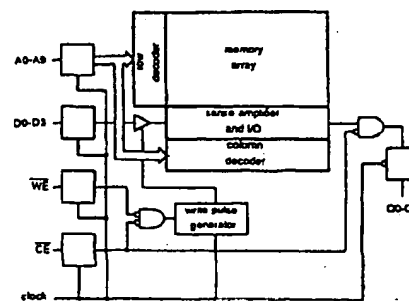 A0-A9
row
decoder
memory
array
D0-D3
sense amplifier
and I/O
column
decoder
WE
write pulse
generator
CE
clock